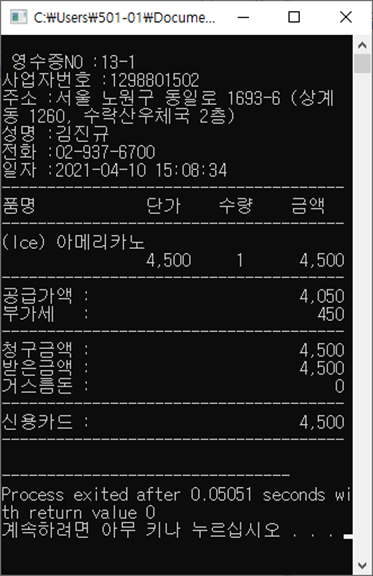 C:₩Users₩501-01₩Docume...
영수증NO :13-1
사업자번호 :1298801502
주소 :서울 노원구 동일로 1693-6 (상계
동 1260, 수락산우체국 2층)
성명 :김진규
전화 :02-937-6700
일자 :2021-04-10 15:08:34
--------------------------------------
품명 단가 수량 금액
--------------------------------------
(Ice) 아메리카노
4,500 1 4,500
--------------------------------------
공급가액 : 4,050
부가세 : 450
--------------------------------------
청구금액 : 4,500
받은금액 : 4,500
거스름돈 : 0
--------------------------------------
신용카드 : 4,500
--------------------------------------
--------------------------------
Process exited after 0.05051 seconds wi
th return value 0
계속하려면 아무 키나 누르십시오 . . .